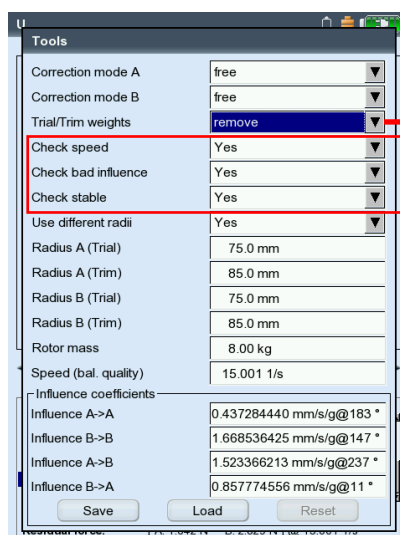 U
Tools
Correction mode A free
Correction mode B free
Trial/Trim weights remove
Check speed Yes
Check bad influence Yes
Check stable Yes
Use different radii Yes
Radius A (Trial) 75.0 mm
Radius A (Trim) 85.0 mm
Radius B (Trial) 75.0 mm
Radius B (Trim) 85.0 mm
Rotor mass 8.00 kg
Speed (bal. quality) 15.001 1/s
Influence coefficients
Influence A->A 0.437284440 mm/s/g@183 °
Influence B->B 1.668536425 mm/s/g@147 °
Influence A->B 1.523366213 mm/s/g@237 °
Influence B->A 0.857774556 mm/s/g@11 °
Save Load Reset